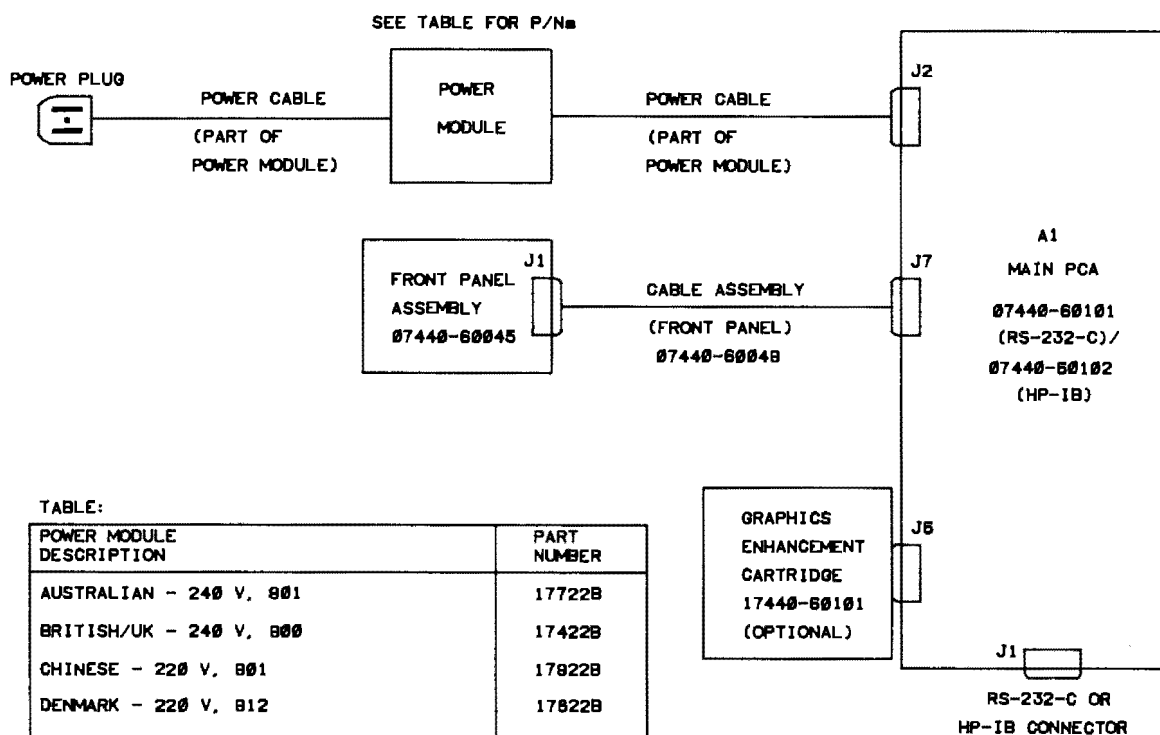 SEE TABLE FOR P/Ns
POWER PLUG
POWER CABLE
(PART OF
POWER MODULE)
POWER
MODULE
POWER CABLE
(PART OF
POWER MODULE)
J2
FRONT PANEL
ASSEMBLY
07440-60045
J1
CABLE ASSEMBLY
(FRONT PANEL)
07440-60048
J7
A1
MAIN PCA
07440-60101
(RS-232-C)/
07440-60102
(HP-IB)
GRAPHICS
ENHANCEMENT
CARTRIDGE
17440-60101
(OPTIONAL)
J6
J1
RS-232-C OR
HP-IB CONNECTOR
TABLE:
POWER MODULE DESCRIPTION PART NUMBER
AUSTRALIAN - 240 V, 901 17722B
BRITISH/UK - 240 V, 900 17422B
CHINESE - 220 V, 901 17922B
DENMARK - 220 V, 912 17822B